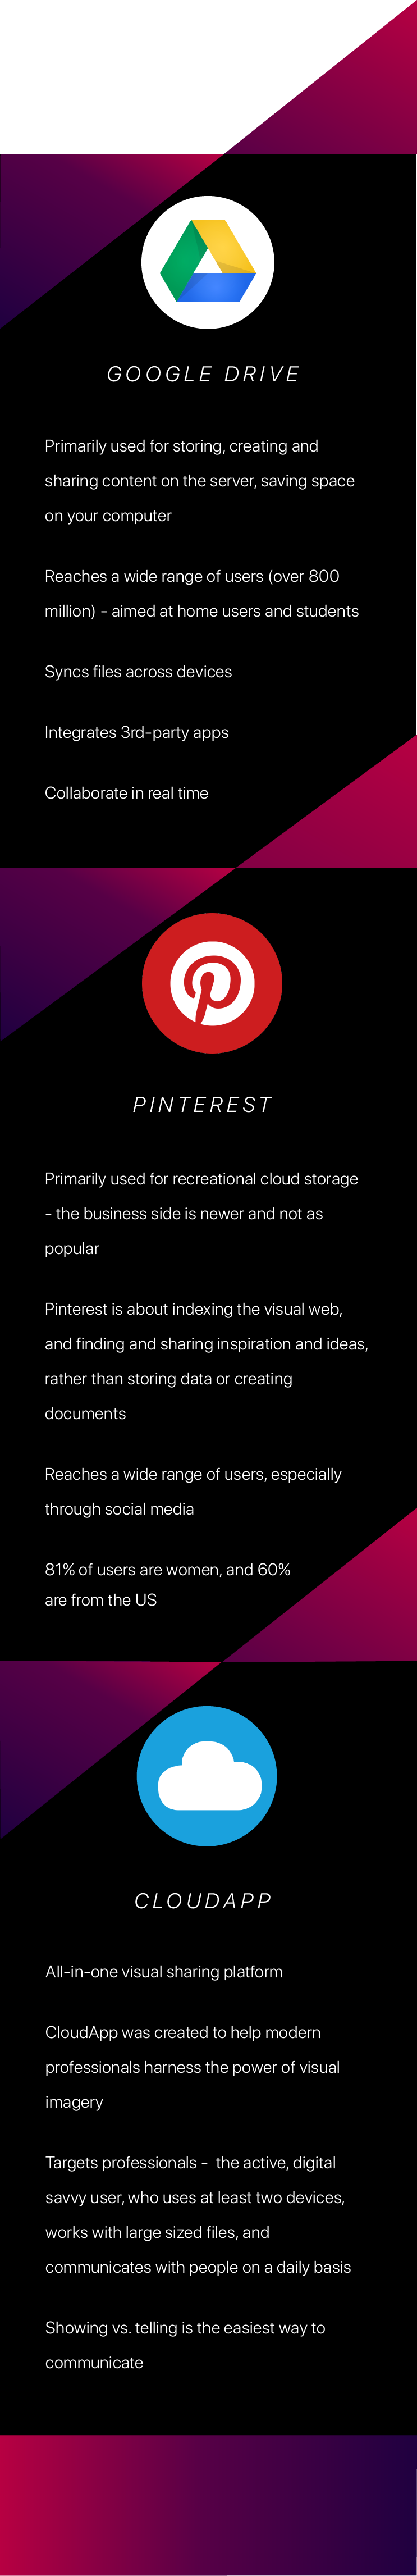 GOOGLE DRIVE
Primarily used for storing, creating and
sharing content on the server, saving space
on your computer
Reaches a wide range of users (over 800
million) - aimed at home users and students
Syncs files across devices
Integrates 3rd-party apps
Collaborate in real time
PINTEREST
Primarily used for recreational cloud storage
- the business side is newer and not as
popular
Pinterest is about indexing the visual web,
and finding and sharing inspiration and ideas,
rather than storing data or creating
documents
Reaches a wide range of users, especially
through social media
81% of users are women, and 60%
are from the US
CLOUDAPP
All-in-one visual sharing platform
CloudApp was created to help modern
professionals harness the power of visual
imagery
Targets professionals -  the active, digital
savvy user, who uses at least two devices,
works with large sized files, and
communicates with people on a daily basis
Showing vs. telling is the easiest way to
communicate